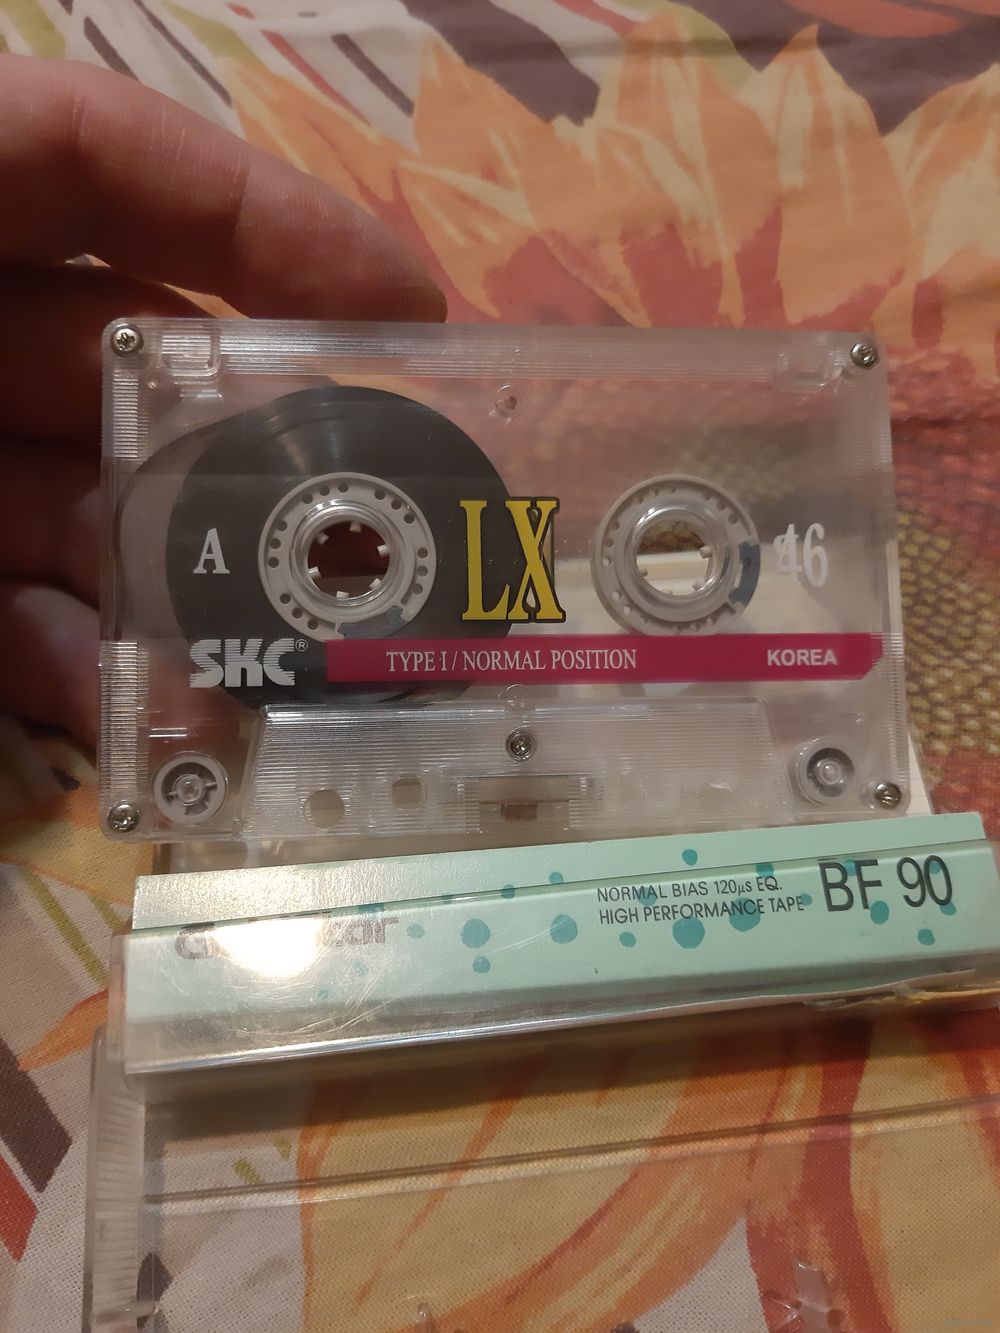 A
LX
46
SKC®
TYPE I / NORMAL POSITION
KOREA
NORMAL BIAS 120µs EQ.
HIGH PERFORMANCE TAPE
BF 90